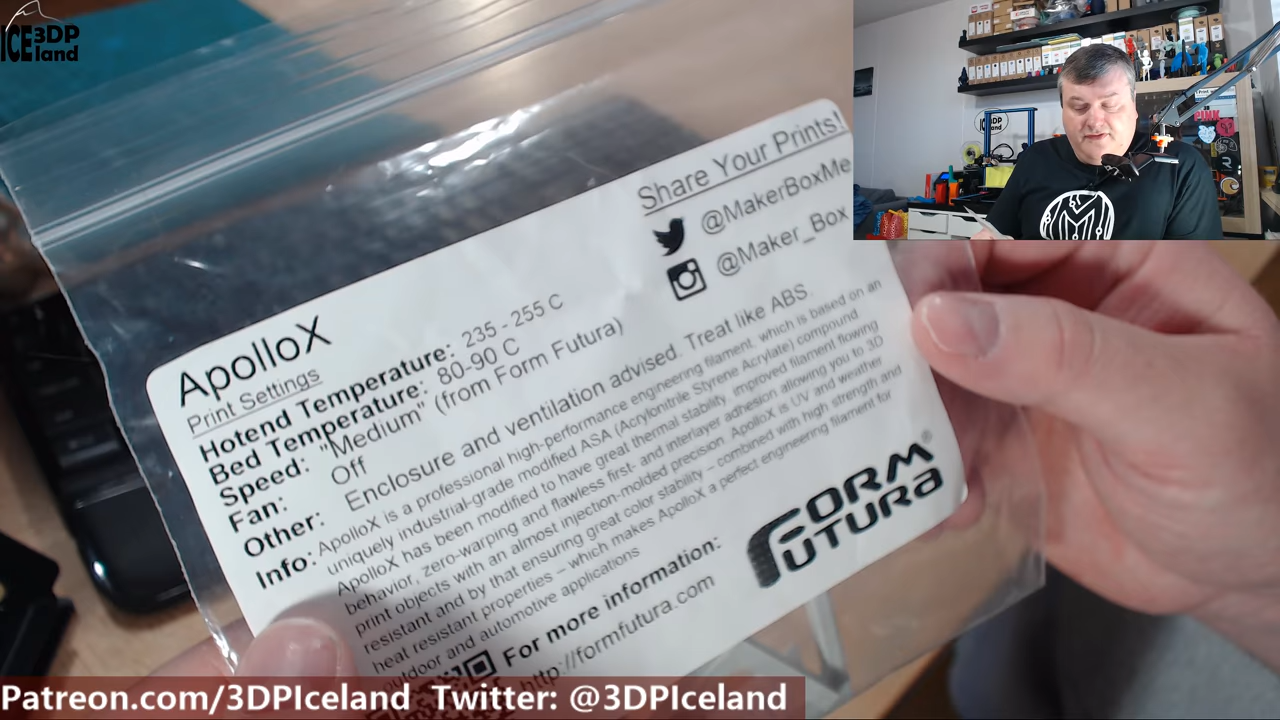 ICE 3DP land
Share Your Prints!
@MakerBoxMe
@Maker_Box
ApolloX
Print Settings
Hotend Temperature: 235 - 255 C
Bed Temperature: 80-90 C
Speed: "Medium" (from Form Futura)
Fan: Off
Other: Enclosure and ventilation advised. Treat like ABS.
Info: ApolloX is a professional high-performance engineering filament, which is based on an
uniquely industrial-grade modified ASA (Acrylonitrile Styrene Acrylate) compound.
ApolloX has been modified to have great thermal stability, improved filament flowing
behavior, zero-warping and flawless first- and interlayer adhesion allowing you to 3D
print objects with an almost injection-molded precision. ApolloX is UV and weather
resistant and by that ensuring great color stability – combined with high strength and
heat resistant properties – which makes ApolloX a perfect engineering filament for
outdoor and automotive applications.
For more information:
http://formfutura.com
FORM
FUTURA®
3DP
land
PINK
Patreon.com/3DPIceland Twitter: @3DPIceland